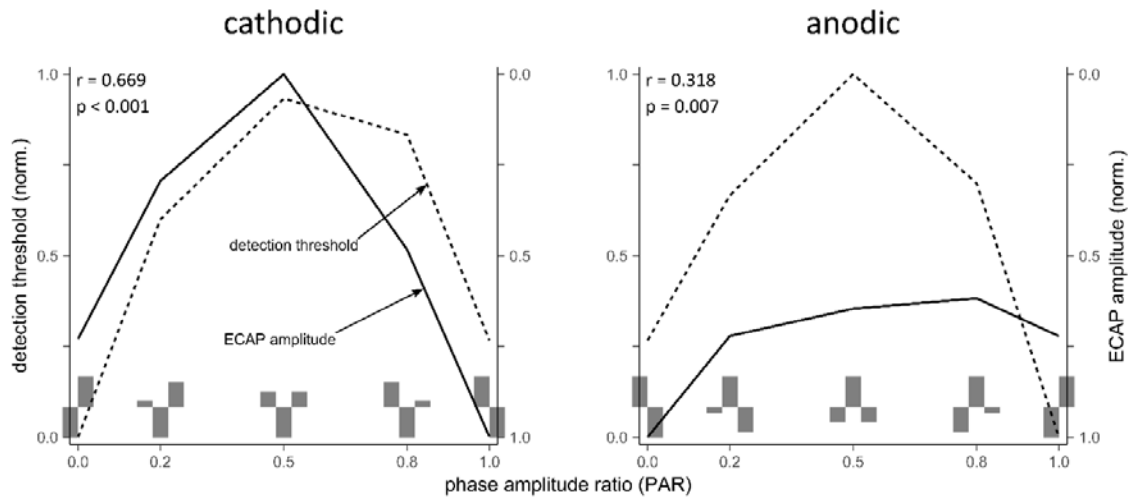 cathodic
anodic
r = 0.669
p < 0.001
r = 0.318
p = 0.007
1.0
0.5
0.0
detection threshold (norm.)
0.0
0.5
1.0
detection threshold
ECAP amplitude
1.0
0.5
0.0
0.0
0.5
1.0
ECAP amplitude (norm.)
0.0 0.2 0.5 0.8 1.0
0.0 0.2 0.5 0.8 1.0
phase amplitude ratio (PAR)